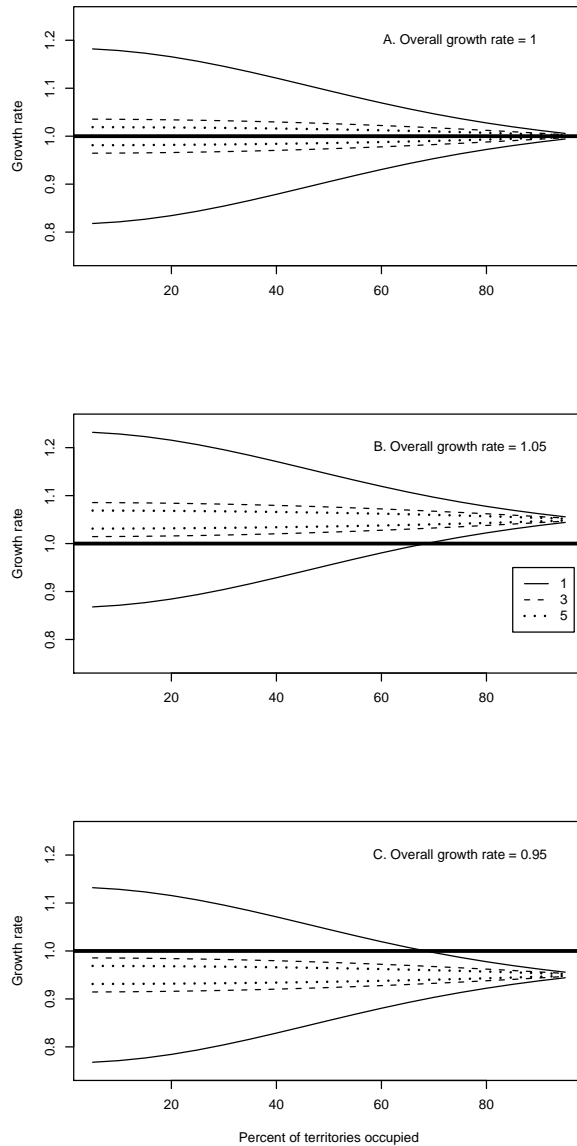 A. Overall growth rate = 1
Growth rate
1.2
1.1
1.0
0.9
0.8
20 40 60 80
B. Overall growth rate = 1.05
Growth rate
1.2
1.1
1.0
0.9
0.8
1
3
5
20 40 60 80
C. Overall growth rate = 0.95
Growth rate
1.2
1.1
1.0
0.9
0.8
20 40 60 80
Percent of territories occupied